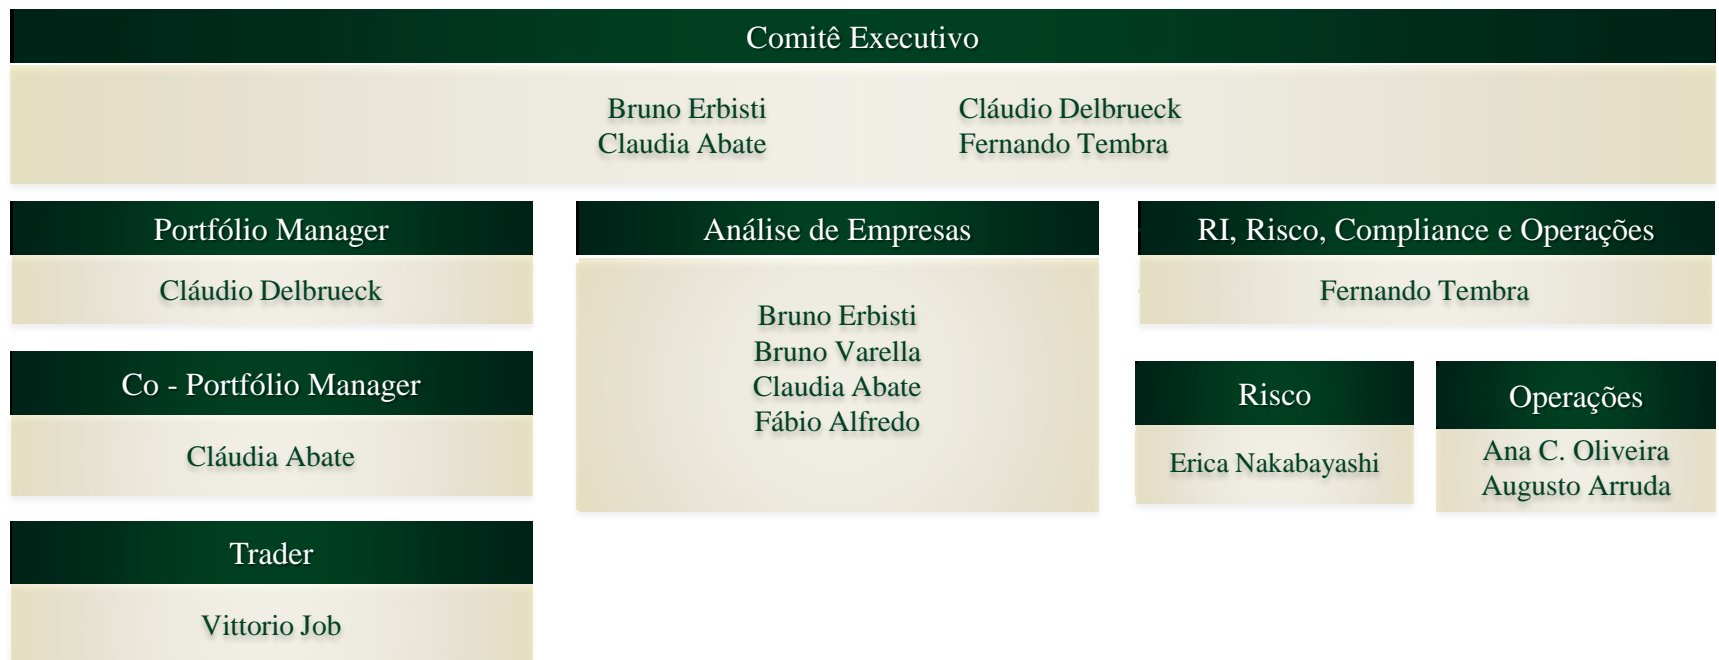 Comitê Executivo
Bruno Erbisti
Claudia Abate
Cláudio Delbrueck
Fernando Tembra
Portfólio Manager
Cláudio Delbrueck
Co - Portfólio Manager
Cláudia Abate
Trader
Vittorio Job
Análise de Empresas
Bruno Erbisti
Bruno Varella
Claudia Abate
Fábio Alfredo
RI, Risco, Compliance e Operações
Fernando Tembra
Risco
Erica Nakabayashi
Operações
Ana C. Oliveira
Augusto Arruda